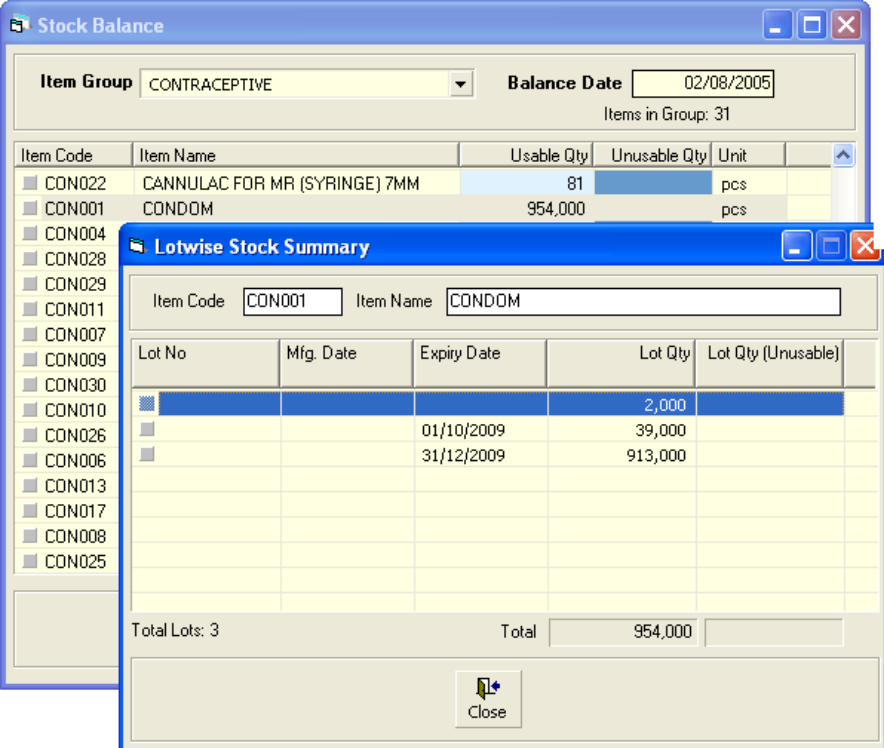 Stock Balance
Item Group CONTRACEPTIVE Balance Date 02/08/2005
Items in Group: 31
Item Code Item Name Usable Qty Unusable Qty Unit
CON022 CANNULAC FOR MR (SYRINGE) 7MM 81 pcs
CON001 CONDOM 954,000 pcs
CON004
CON028
CON029
CON011
CON007
CON009
CON030
CON010
CON026
CON006
CON013
CON017
CON008
CON025
Lotwise Stock Summary
Item Code CON001 Item Name CONDOM
Lot No Mfg. Date Expiry Date Lot Qty Lot Qty (Unusable)
2,000
01/10/2009 39,000
31/12/2009 913,000
Total Lots: 3 Total 954,000
Close